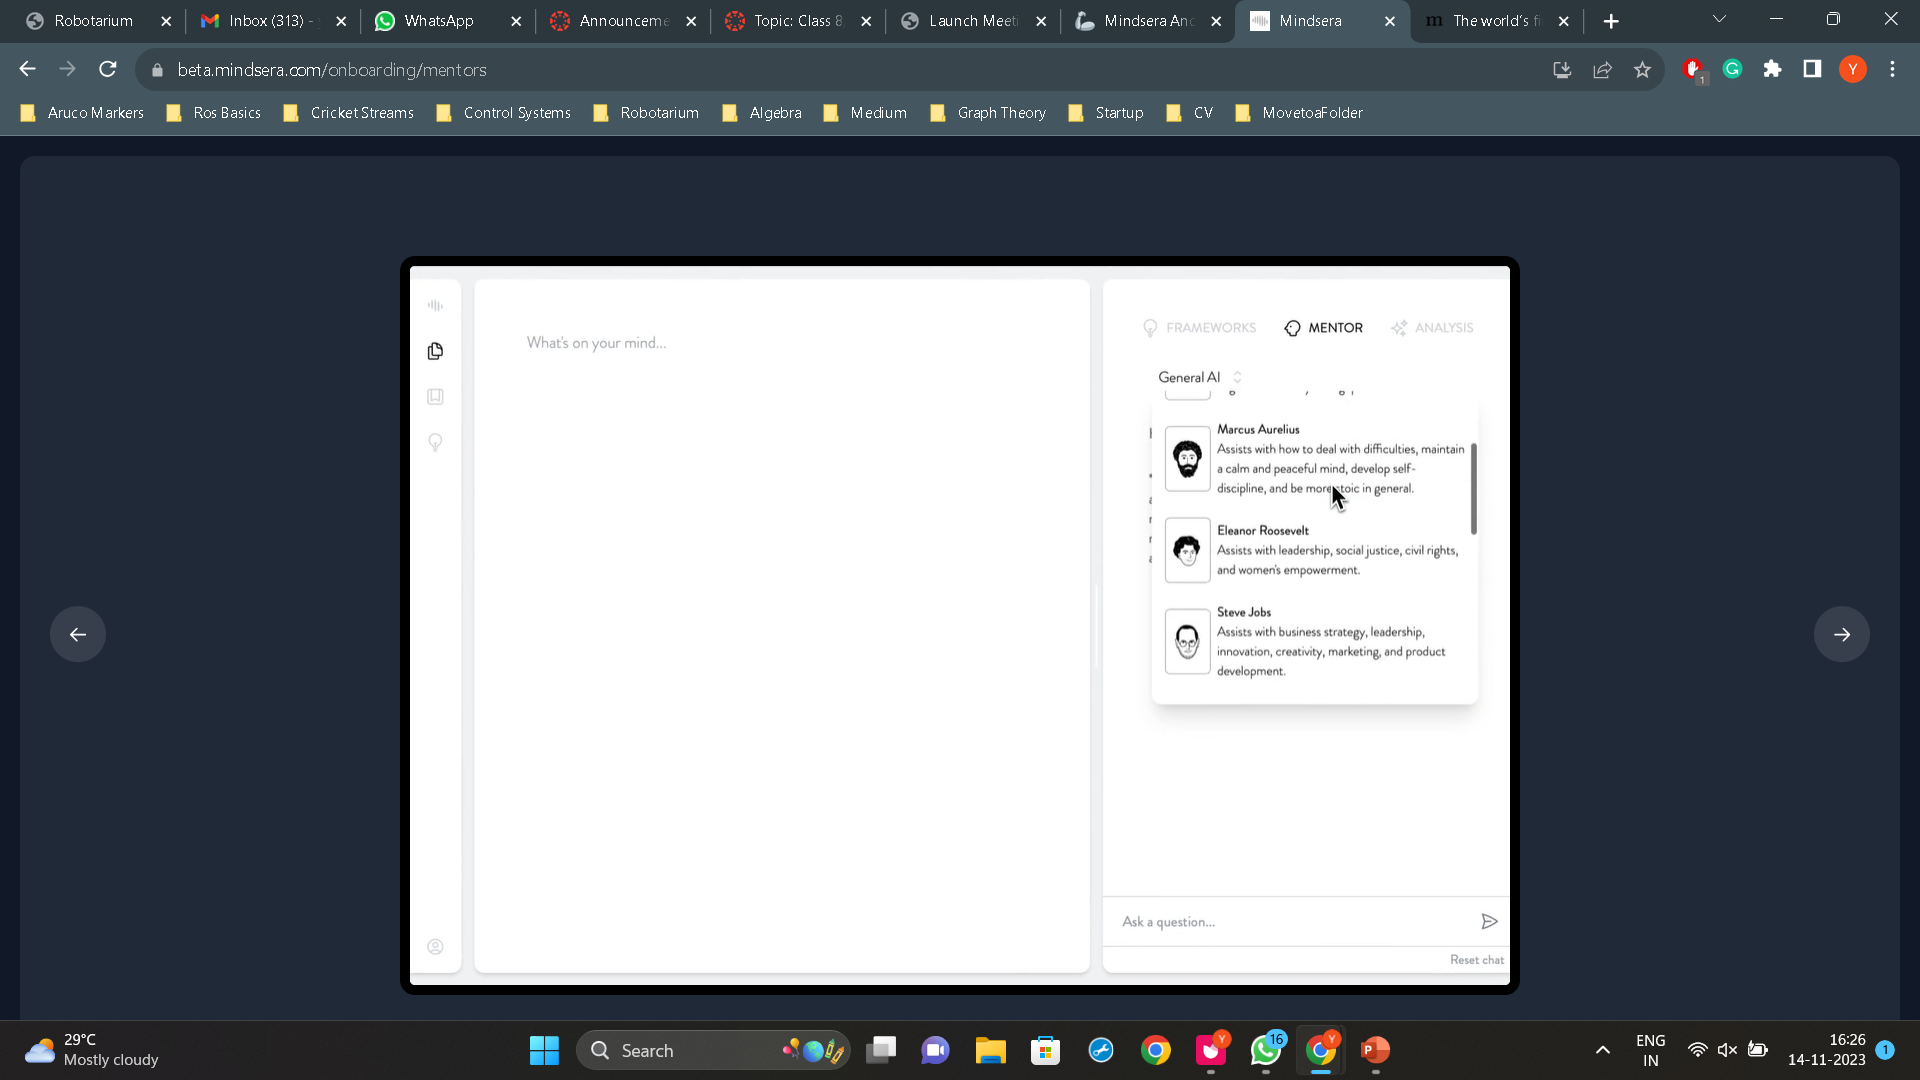 Robotarium
Inbox (313) -
WhatsApp
Announceme
Topic: Class 8
Launch Meeti
Mindsera And
Mindsera
m
The world's fi
beta.mindsera.com/onboarding/mentors
1
Y
Aruco Markers
Ros Basics
Cricket Streams
Control Systems
Robotarium
Algebra
Medium
Graph Theory
Startup
CV
MovetoaFolder
What's on your mind...
FRAMEWORKS
MENTOR
ANALYSIS
General AI
Marcus Aurelius
Assists with how to deal with difficulties, maintain
a calm and peaceful mind, develop self-
discipline, and be more stoic in general.
Eleanor Roosevelt
Assists with leadership, social justice, civil rights,
and women's empowerment.
Steve Jobs
Assists with business strategy, leadership,
innovation, creativity, marketing, and product
development.
Ask a question...
Reset chat
29°C
Mostly cloudy
Search
Y
16
Y
P
ENG
IN
16:26
14-11-2023
1